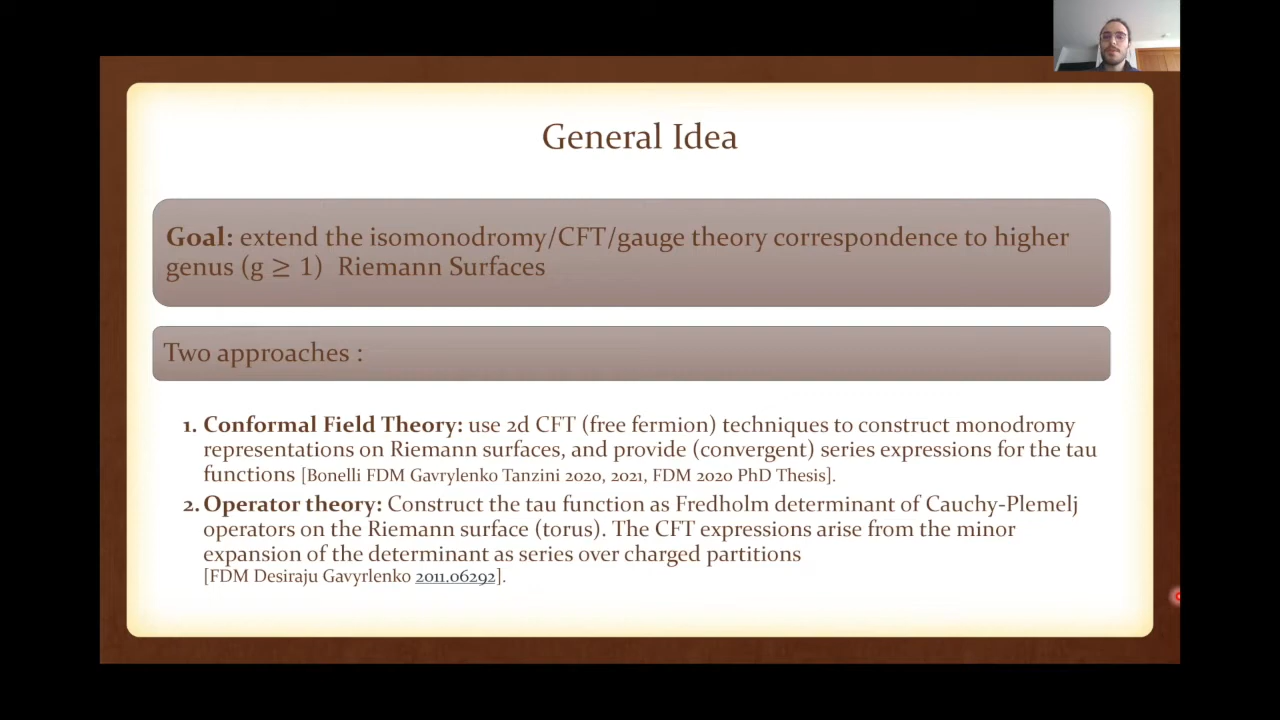 General Idea
Goal: extend the isomonodromy/CFT/gauge theory correspondence to higher
genus (g ≥ 1) Riemann Surfaces
Two approaches :
1. Conformal Field Theory: use 2d CFT (free fermion) techniques to construct monodromy
representations on Riemann surfaces, and provide (convergent) series expressions for the tau
functions [Bonelli FDM Gavrylenko Tanzini 2020, 2021, FDM 2020 PhD Thesis].
2. Operator theory: Construct the tau function as Fredholm determinant of Cauchy-Plemelj
operators on the Riemann surface (torus). The CFT expressions arise from the minor
expansion of the determinant as series over charged partitions
[FDM Desiraju Gavyrlenko 2011.06292].